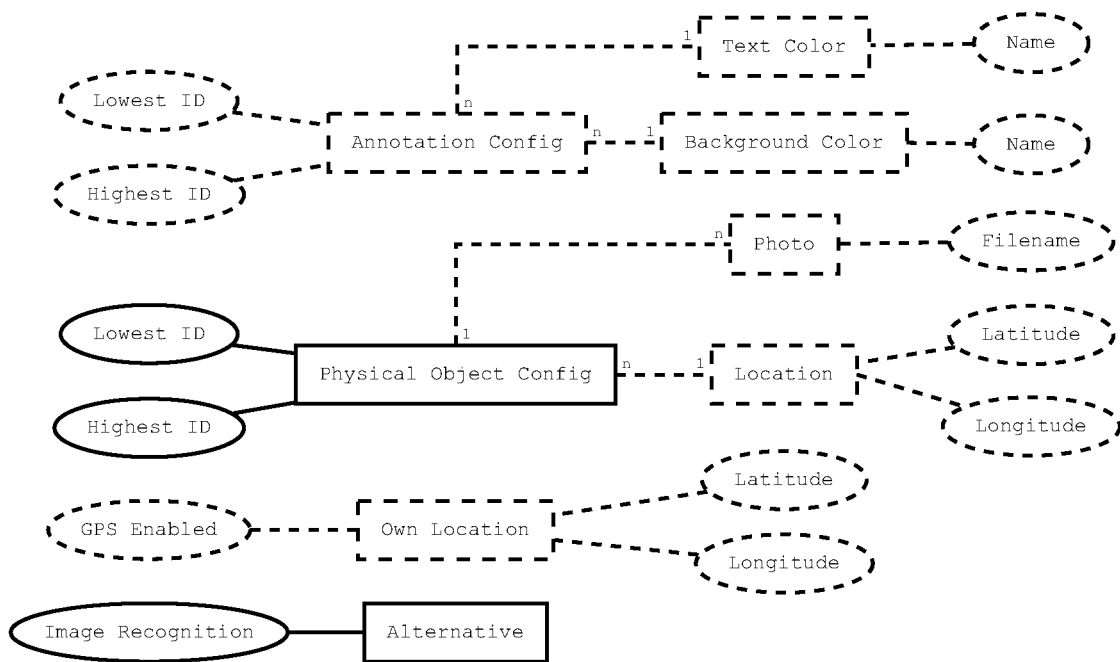 1
Text Color
Name
Lowest ID
n
Annotation Config
n
1
Background Color
Name
Highest ID
n
Photo
Filename
Lowest ID
1
Latitude
Physical Object Config
n
1
Location
Highest ID
Longitude
Latitude
GPS Enabled
Own Location
Longitude
Image Recognition
Alternative